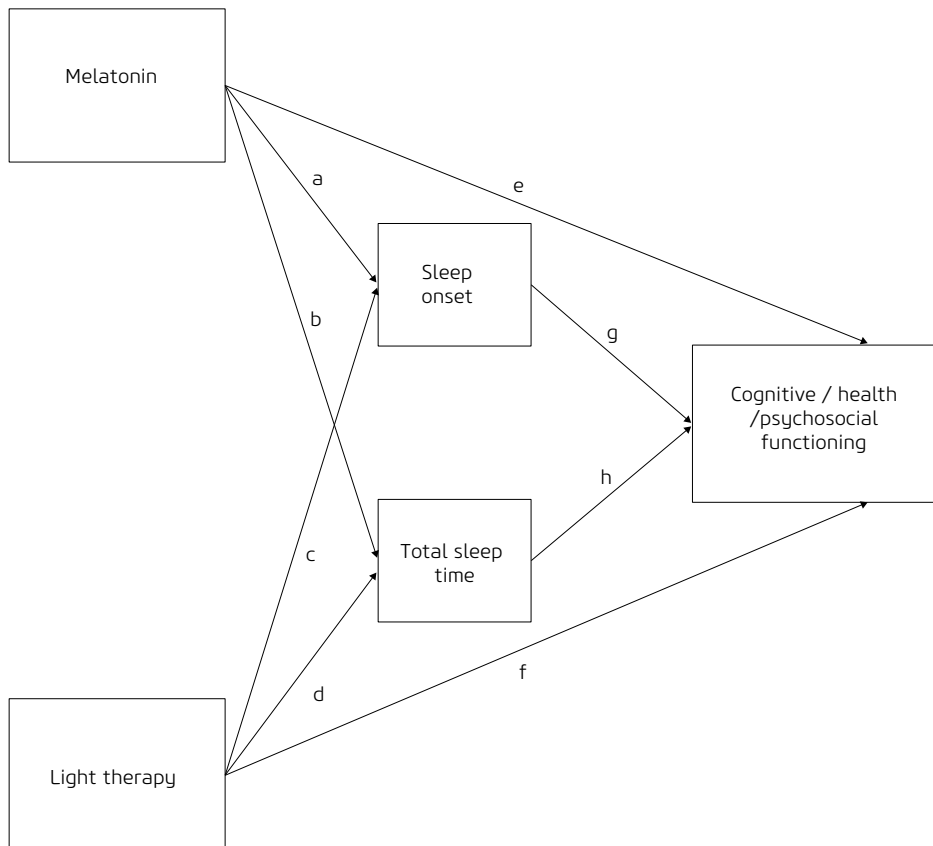 Melatonin
a
e
Sleep
onset
b
g
Cognitive / health
/psychosocial
functioning
h
c
Total sleep
time
f
d
Light therapy